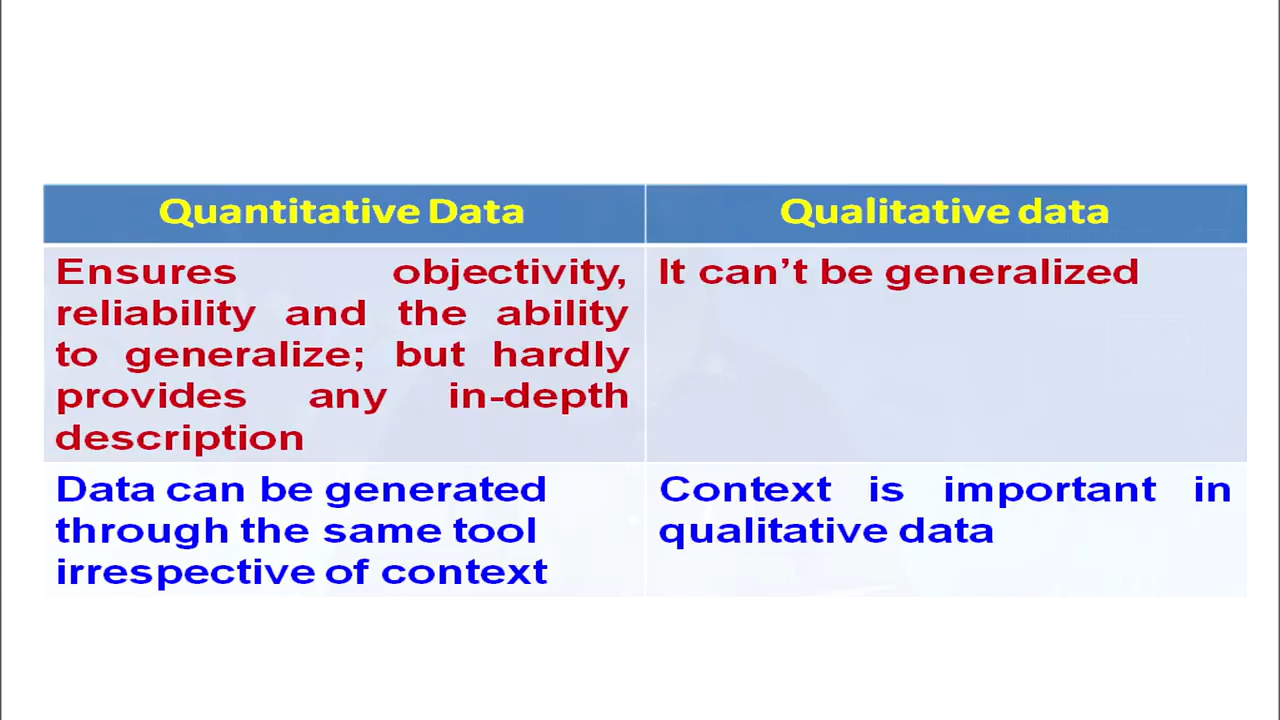 Quantitative Data
Qualitative data
Ensures objectivity,
reliability and the ability
to generalize; but hardly
provides any in-depth
description
It can’t be generalized
Data can be generated
through the same tool
irrespective of context
Context is important in
qualitative data